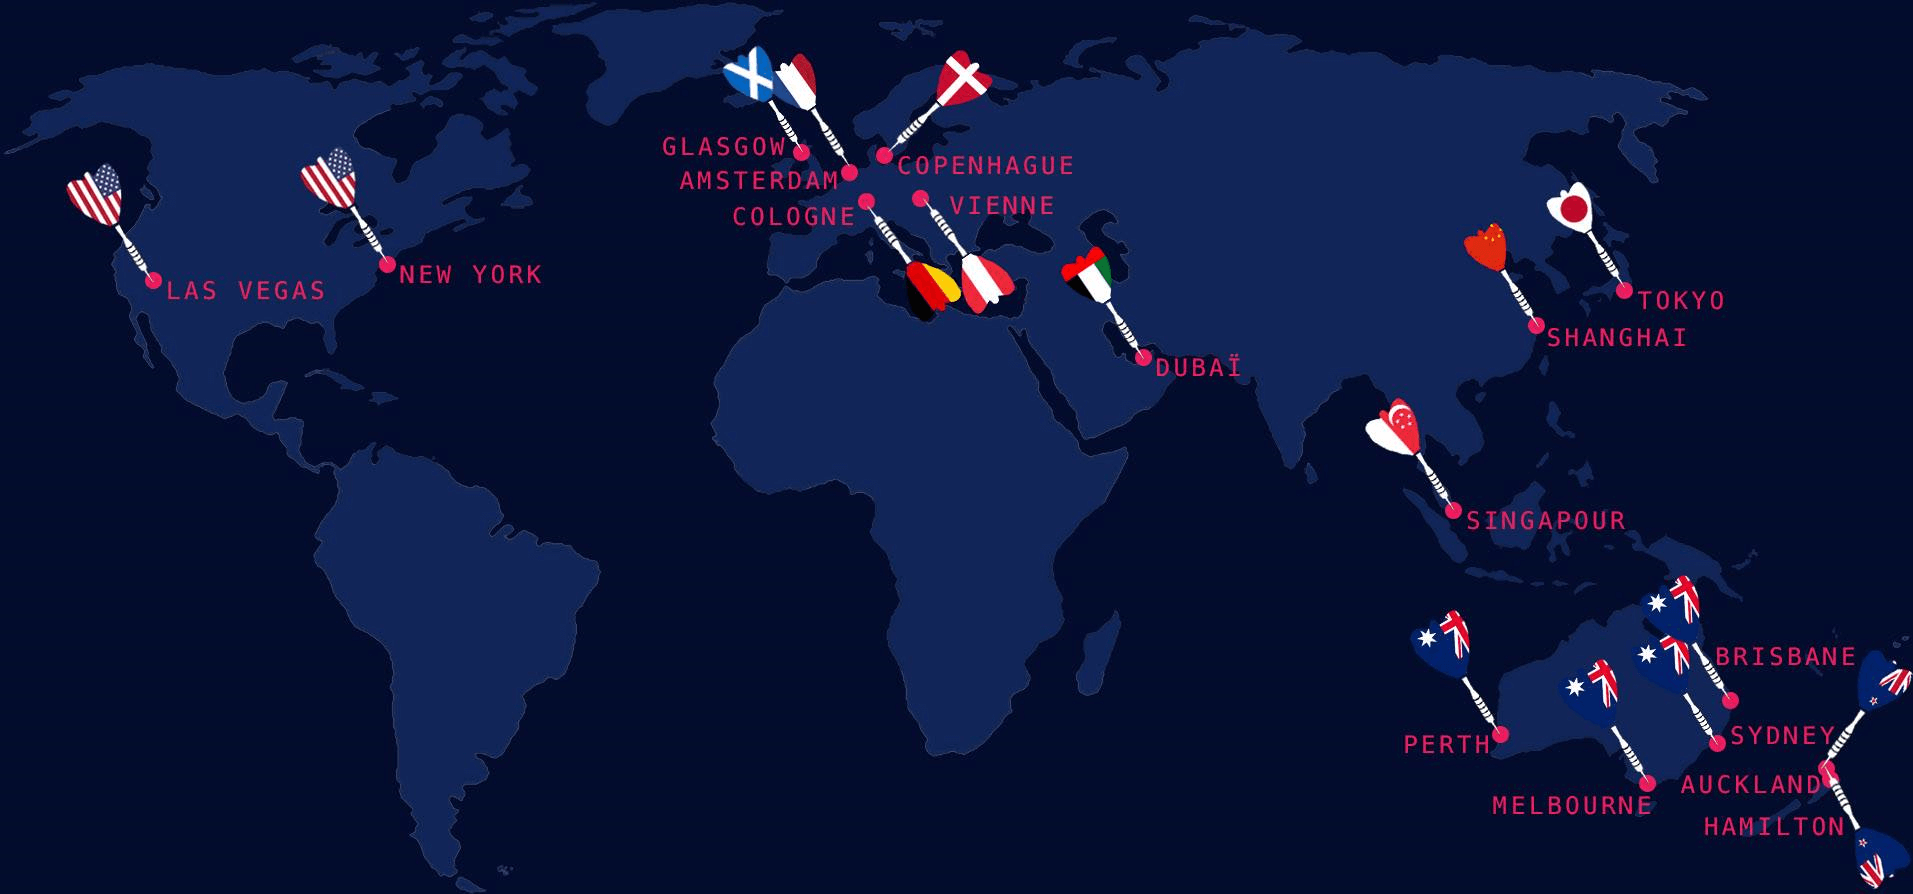 GLASGOW
AMSTERDAM
COPENHAGUE
COLOGNE
VIENNE
LAS VEGAS
NEW YORK
DUBAÏ
TOKYO
SHANGHAI
SINGAPOUR
BRISBANE
PERTH
SYDNEY
MELBOURNE
AUCKLAND
HAMILTON